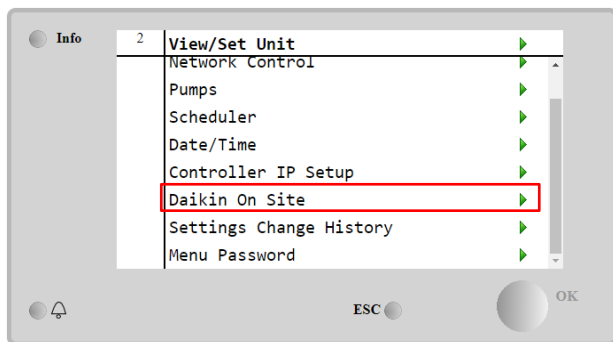 Info
2
View/Set Unit
Network Control
Pumps
Scheduler
Date/Time
Controller IP Setup
Daikin On Site
Settings Change History
Menu Password
ESC
OK